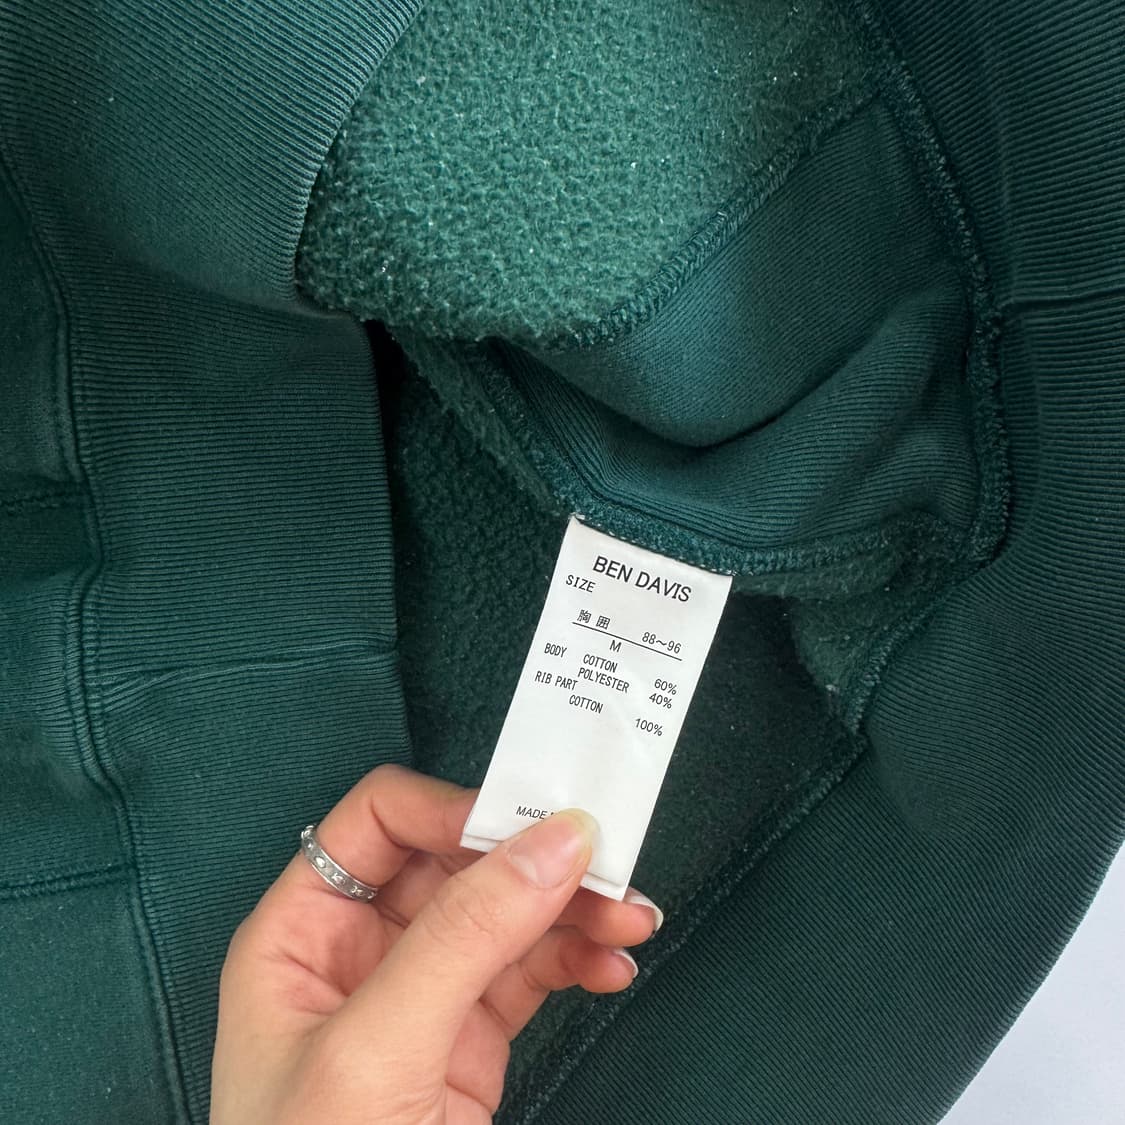 BEN DAVIS
SIZE
胸囲 88～96
M
BODY COTTON 60%
POLYESTER 40%
RIB PART
COTTON 100%
MADE